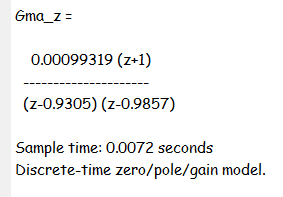 Gma_z =
0.00099319 (z+1)
---------------------
(z-0.9305) (z-0.9857)
Sample time: 0.0072 seconds
Discrete-time zero/pole/gain model.